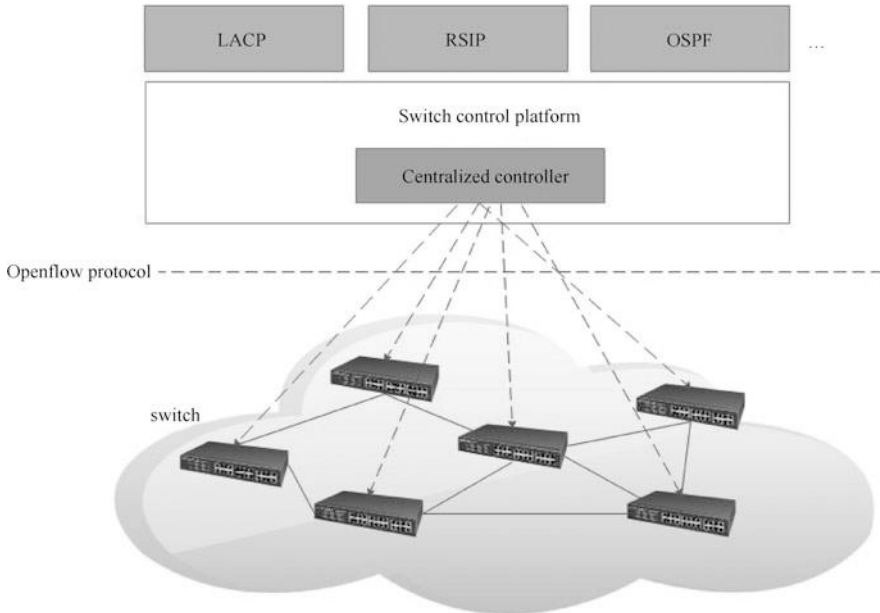 LACP
RSIP
OSPF
...
Switch control platform
Centralized controller
Openflow protocol
switch